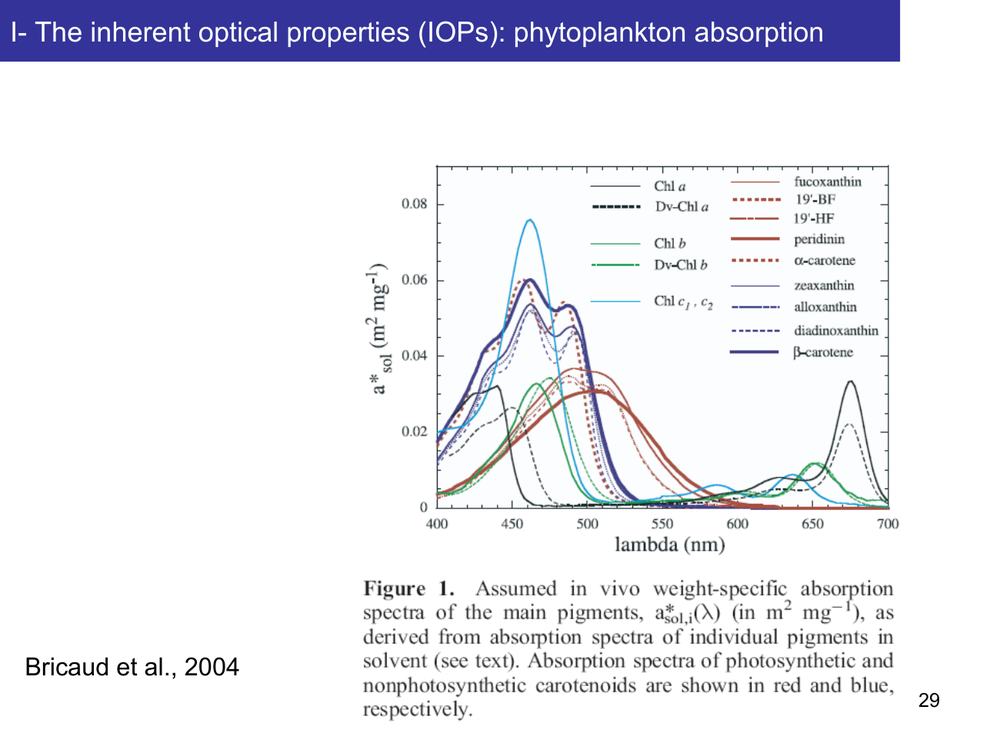 I- The inherent optical properties (IOPs): phytoplankton absorption
0.08
0.06
0.04
0.02
0
a*sol (m² mg⁻¹)
Chl a
Dv-Chl a
Chl b
Dv-Chl b
Chl c₁ , c₂
fucoxanthin
19'-BF
19'-HF
peridinin
α-carotene
zeaxanthin
alloxanthin
diadinoxanthin
β-carotene
400 450 500 550 600 650 700
lambda (nm)
Figure 1. Assumed in vivo weight-specific absorption
spectra of the main pigments, a*sol,i(λ) (in m² mg⁻¹), as
derived from absorption spectra of individual pigments in
solvent (see text). Absorption spectra of photosynthetic and
nonphotosynthetic carotenoids are shown in red and blue,
respectively.
Bricaud et al., 2004
29